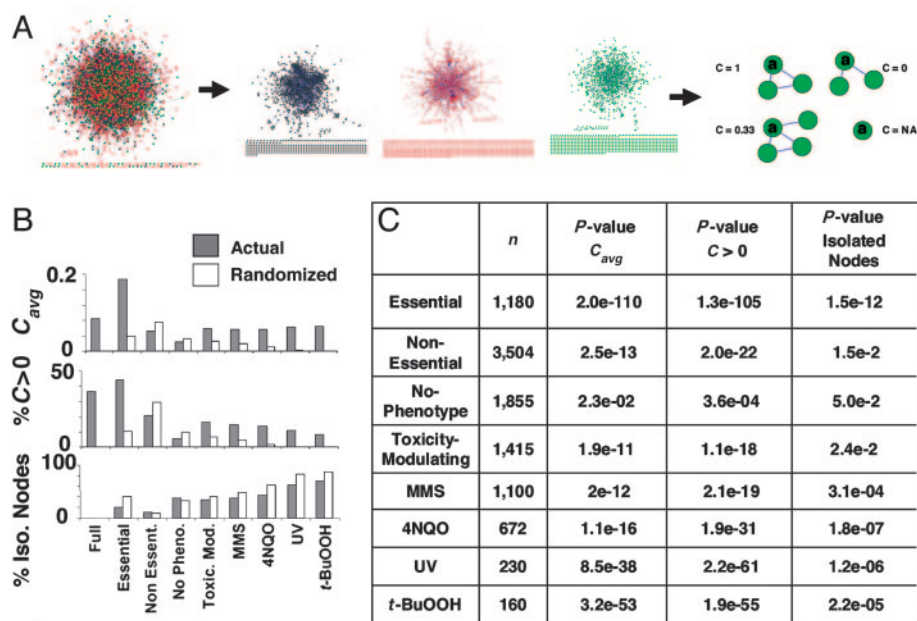 A
C = 1
a
a
C = 0
C = 0.33
a
a
C = NA
B
Actual
Randomized
C avg
0.2
0
% C>0
50
0
% Iso. Nodes
100
0
Full
Essential
Non Essent.
No Pheno.
Toxic. Mod.
MMS
4NQO
UV
t-BuOOH
C
n
P-value
C avg
P-value
C > 0
P-value
Isolated
Nodes
Essential 1,180 2.0e-110 1.3e-105 1.5e-12
Non-
Essential 3,504 2.5e-13 2.0e-22 1.5e-2
No-
Phenotype 1,855 2.3e-02 3.6e-04 5.0e-2
Toxicity-
Modulating 1,415 1.9e-11 1.1e-18 2.4e-2
MMS 1,100 2e-12 2.1e-19 3.1e-04
4NQO 672 1.1e-16 1.9e-31 1.8e-07
UV 230 8.5e-38 2.2e-61 1.2e-06
t-BuOOH 160 3.2e-53 1.9e-55 2.2e-05